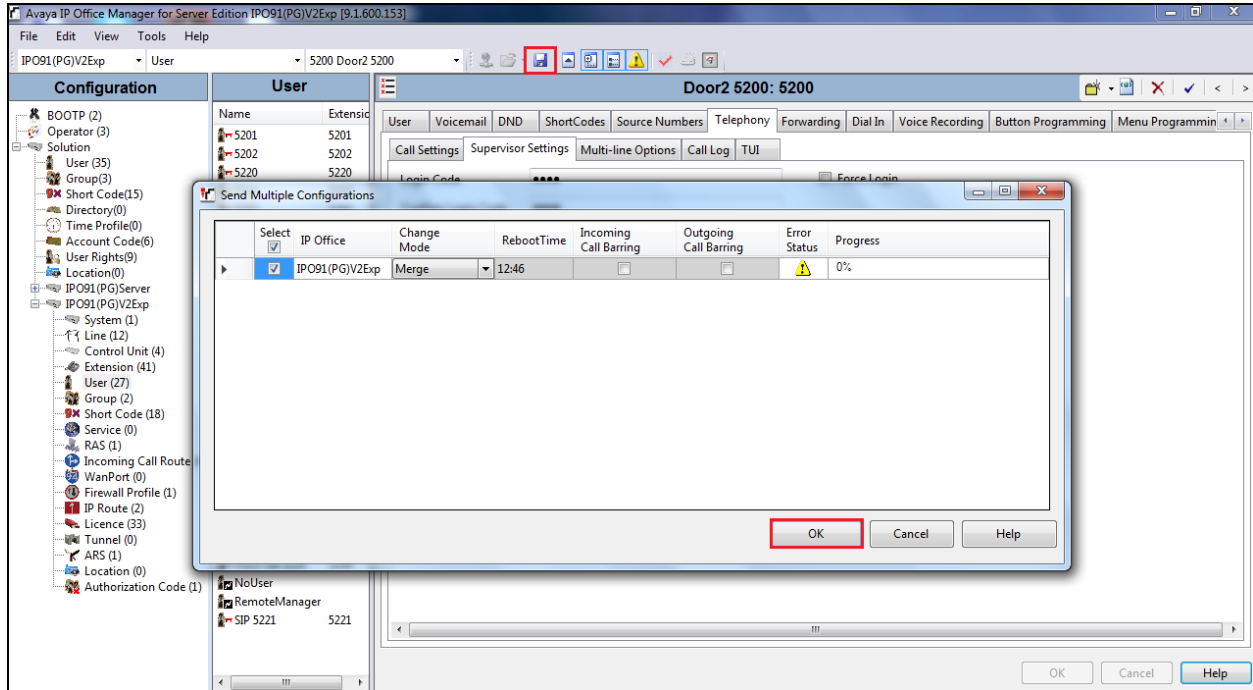 Avaya IP Office Manager for Server Edition IPO91(PG)V2Exp [9.1.600.153]
File Edit View Tools Help
IPO91(PG)V2Exp User 5200 Door2 5200
Configuration
BOOTP (2)
Operator (3)
Solution
User (35)
Group(3)
Short Code(15)
Directory(0)
Time Profile(0)
Account Code(6)
User Rights(9)
Location(0)
IPO91(PG)Server
IPO91(PG)V2Exp
System (1)
Line (12)
Control Unit (4)
Extension (41)
User (27)
Group (2)
Short Code (18)
Service (0)
RAS (1)
Incoming Call Route
WanPort (0)
Firewall Profile (1)
IP Route (2)
Licence (33)
Tunnel (0)
ARS (1)
Location (0)
Authorization Code (1)
User
Name Extensio
5201 5201
5202 5202
5220 5220
NoUser
RemoteManager
SIP 5221 5221
Door2 5200: 5200
User Voicemail DND ShortCodes Source Numbers Telephony Forwarding Dial In Voice Recording Button Programming Menu Programmin
Call Settings Supervisor Settings Multi-line Options Call Log TUI
Login Code Force Login
Send Multiple Configurations
Select IP Office Change Mode RebootTime Incoming Call Barring Outgoing Call Barring Error Status Progress
IPO91(PG)V2Exp Merge 12:46 0%
OK Cancel Help
OK Cancel Help